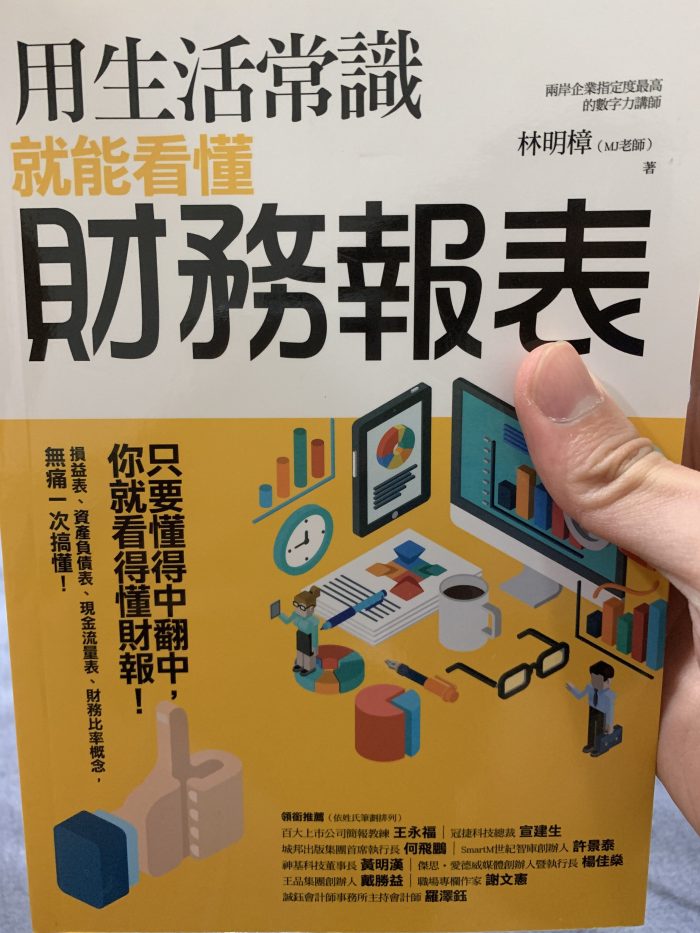 用生活常識
就能看懂
財務報表
兩岸企業指定度最高
的數字力講師
林明樟（MJ老師）
著
只要懂得中翻中，
你就看得懂財報！
損益表、資產負債表、現金流量表、財務比率概念，
無痛一次搞懂！
領銜推薦（依姓氏筆劃排列）
百大上市公司簡報教練 王永福｜冠捷科技總裁 宣建生
城邦出版集團首席執行長 何飛鵬｜SmartM世紀智庫創辦人 許景泰
神基科技董事長 黃明漢｜傑思・愛德威媒體創辦人暨執行長 楊佳燊
王品集團創辦人 戴勝益｜職場專欄作家 謝文憲
誠鈺會計師事務所主持會計師 羅澤鈺